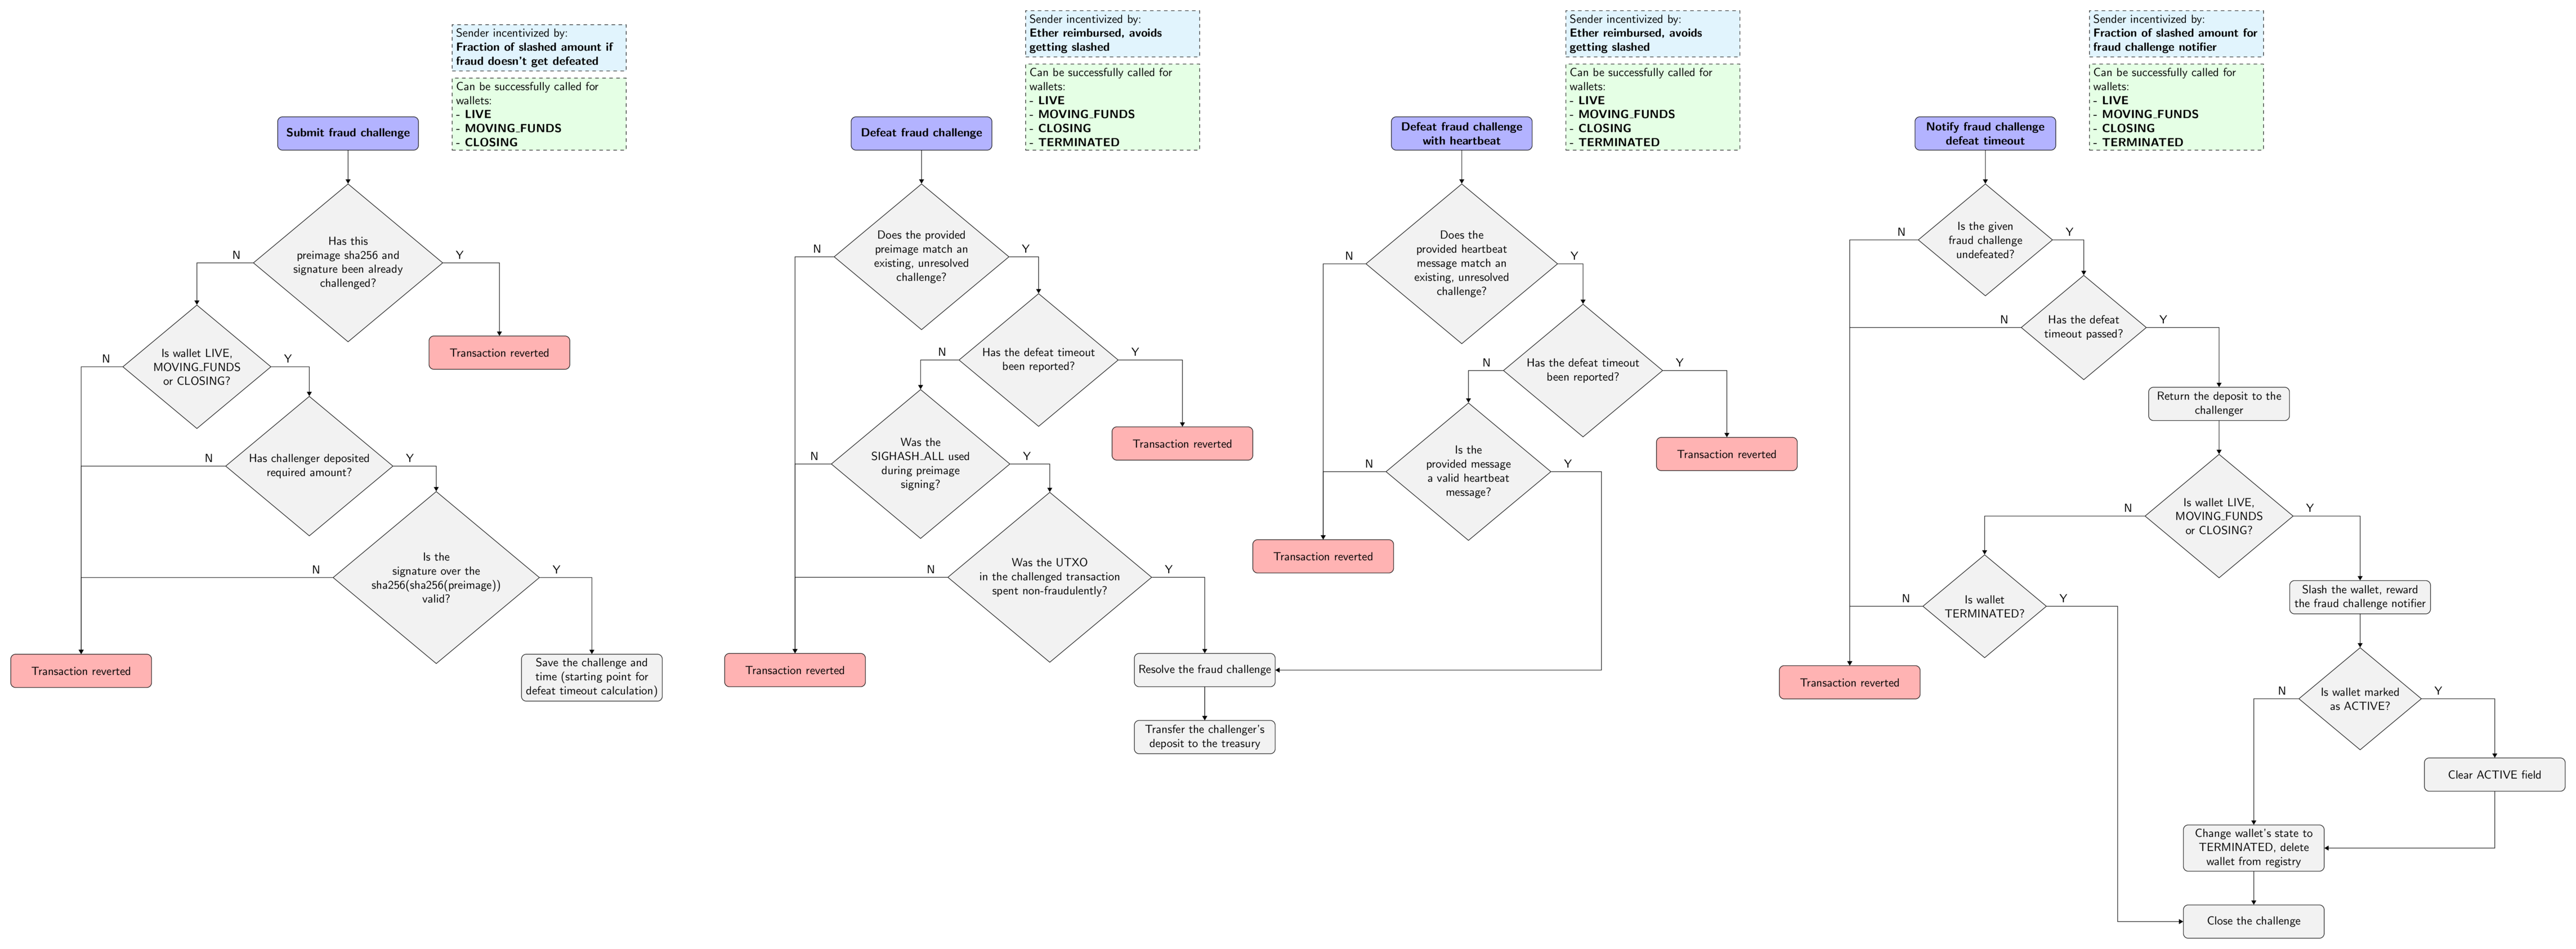 Sender incentivized by:
Fraction of slashed amount if
fraud doesn't get defeated
Can be successfully called for
wallets:
- LIVE
- MOVING_FUNDS
- CLOSING
Submit fraud challenge
Has this
preimage sha256 and
signature been already
challenged?
N
Y
Transaction reverted
Is wallet LIVE,
MOVING_FUNDS
or CLOSING?
N
Y
Has challenger deposited
required amount?
N
Y
Is the
signature over the
sha256(sha256(preimage))
valid?
N
Y
Transaction reverted
Save the challenge and
time (starting point for
defeat timeout calculation)
Sender incentivized by:
Ether reimbursed, avoids
getting slashed
Can be successfully called for
wallets:
- LIVE
- MOVING_FUNDS
- CLOSING
- TERMINATED
Defeat fraud challenge
Does the provided
preimage match an
existing, unresolved
challenge?
N
Y
Has the defeat timeout
been reported?
N
Y
Transaction reverted
Was the
SIGHASH_ALL used
during preimage
signing?
N
Y
Was the UTXO
in the challenged transaction
spent non-fraudulently?
N
Y
Transaction reverted
Resolve the fraud challenge
Transfer the challenger's
deposit to the treasury
Sender incentivized by:
Ether reimbursed, avoids
getting slashed
Can be successfully called for
wallets:
- LIVE
- MOVING_FUNDS
- CLOSING
- TERMINATED
Defeat fraud challenge
with heartbeat
Does the
provided heartbeat
message match an
existing, unresolved
challenge?
N
Y
Has the defeat timeout
been reported?
N
Y
Transaction reverted
Is the
provided message
a valid heartbeat
message?
N
Y
Transaction reverted
Sender incentivized by:
Fraction of slashed amount for
fraud challenge notifier
Can be successfully called for
wallets:
- LIVE
- MOVING_FUNDS
- CLOSING
- TERMINATED
Notify fraud challenge
defeat timeout
Is the given
fraud challenge
undefeated?
N
Y
Has the defeat
timeout passed?
N
Y
Return the deposit to the
challenger
Is wallet LIVE,
MOVING_FUNDS
or CLOSING?
N
Y
Is wallet
TERMINATED?
N
Y
Transaction reverted
Slash the wallet, reward
the fraud challenge notifier
Is wallet marked
as ACTIVE?
N
Y
Clear ACTIVE field
Change wallet's state to
TERMINATED, delete
wallet from registry
Close the challenge